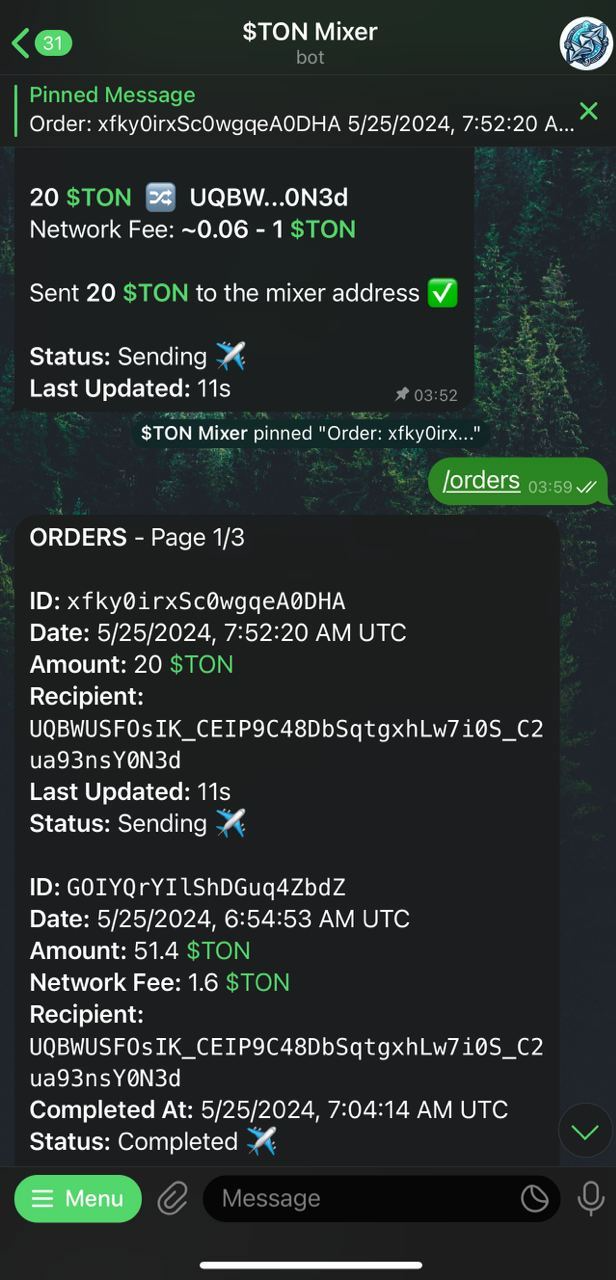 31
$TON Mixer
bot
Pinned Message
Order: xfky0irxSc0wgqeA0DHA 5/25/2024, 7:52:20 A...
20 $TON 🔀 UQBW...0N3d
Network Fee: ~0.06 - 1 $TON
Sent 20 $TON to the mixer address ✅
Status: Sending ✈️
Last Updated: 11s
03:52
$TON Mixer pinned "Order: xfky0irx..."
/orders 03:59
ORDERS - Page 1/3
ID: xfky0irxSc0wgqeA0DHA
Date: 5/25/2024, 7:52:20 AM UTC
Amount: 20 $TON
Recipient:
UQBWUSFOsIK_CEIP9C48DbSqtgxhLw7i0S_C2
ua93nsY0N3d
Last Updated: 11s
Status: Sending ✈️
ID: GOIYQrYIlShDGuq4ZbdZ
Date: 5/25/2024, 6:54:53 AM UTC
Amount: 51.4 $TON
Network Fee: 1.6 $TON
Recipient:
UQBWUSFOsIK_CEIP9C48DbSqtgxhLw7i0S_C2
ua93nsY0N3d
Completed At: 5/25/2024, 7:04:14 AM UTC
Status: Completed ✈️
Menu
Message